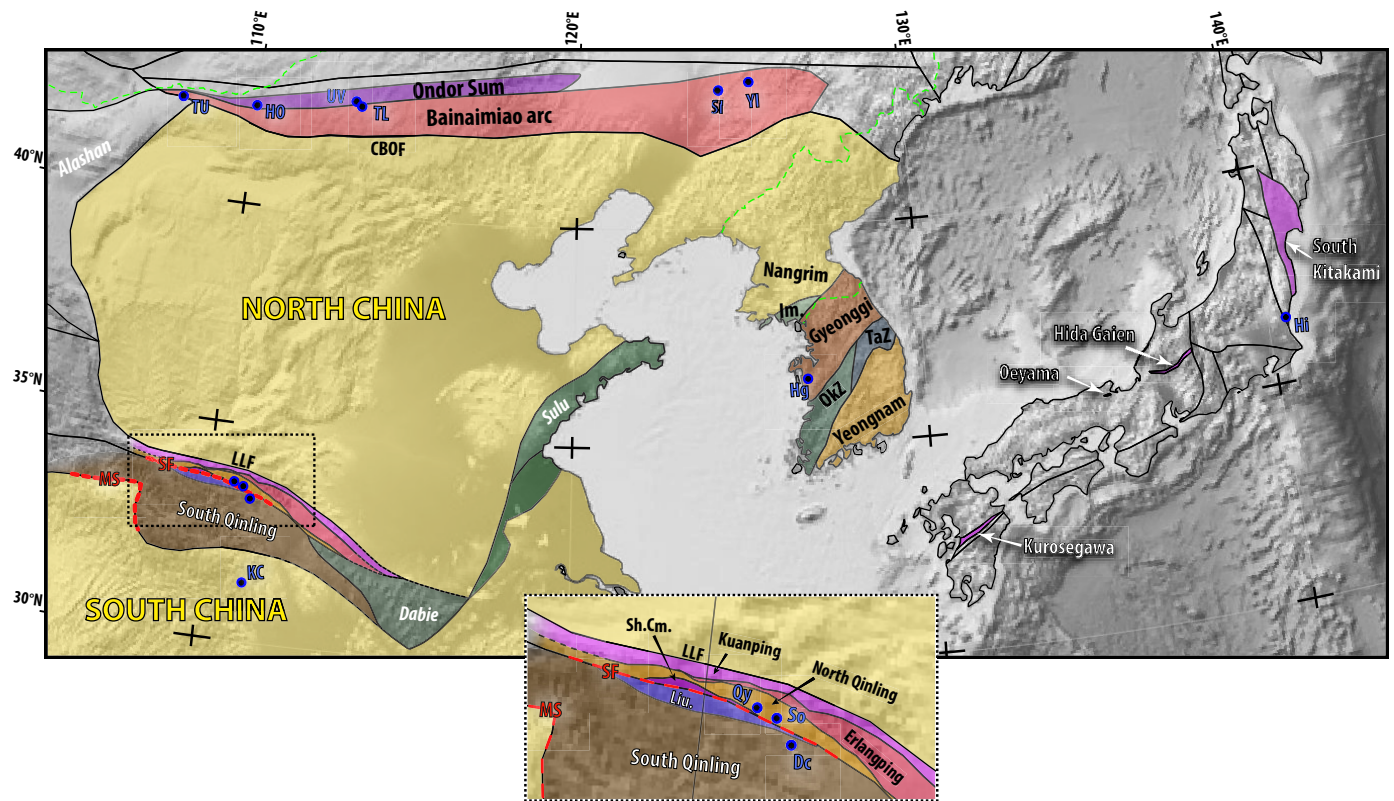 110°E
120°E
130°E
140°E
Ondor Sum
UV
TU
HO
TL
SI
YI
Bainaimiao arc
CBOF
40°N
Alashan
South
Kitakami
Nangrim
NORTH CHINA
Im.
Gyeonggi
TaZ
Hi
Hida Gaien
Oeyama
35°N
Hg
OkZ
Yeongnam
Sulu
LLF
SF
MS
South Qinling
Kurosegawa
KC
30°N
SOUTH CHINA
Dabie
Sh.Cm.
LLF
Kuanping
North Qinling
SF
Qy
Liu.
So
MS
Erlangping
South Qinling
Dc